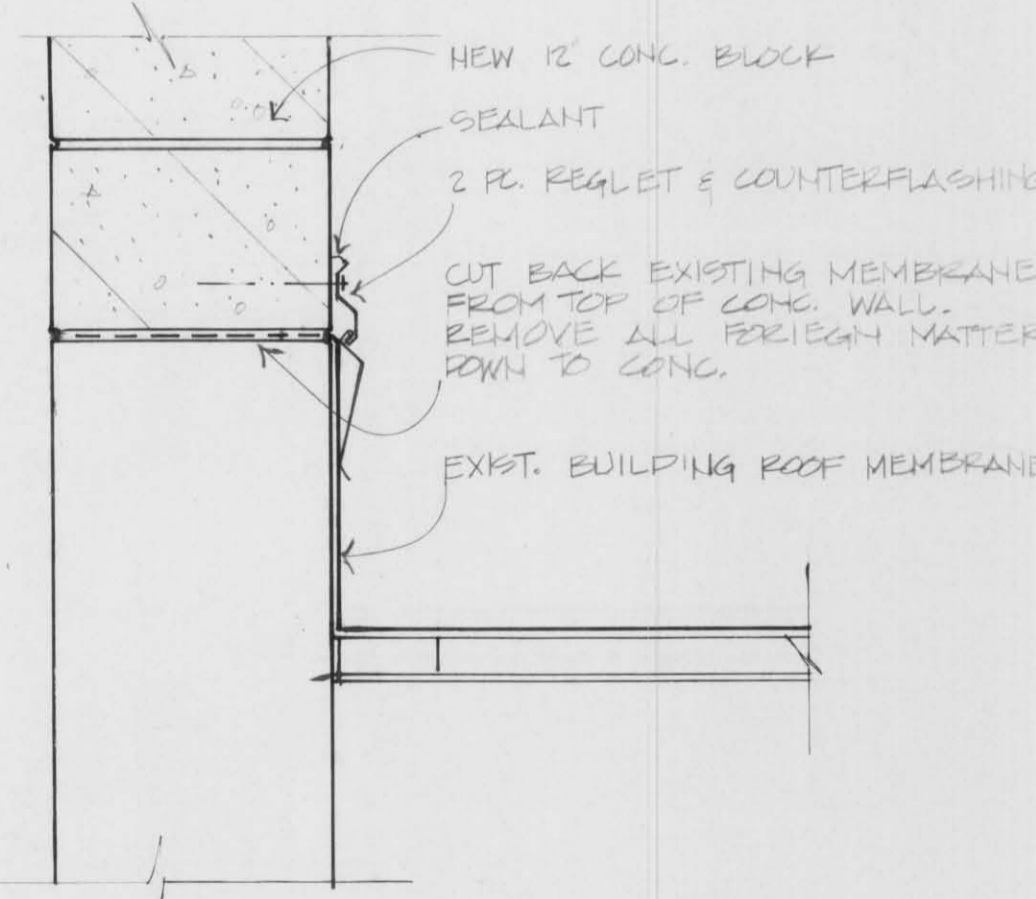 NEW 12" CONC. BLOCK
SEALANT
2 PC. REGLET & COUNTERFLASHING
CUT BACK EXISTING MEMBRANE
FROM TOP OF CONC. WALL.
REMOVE ALL FORIEGN MATTER
DOWN TO CONC.
EXIST. BUILDING ROOF MEMBRANE